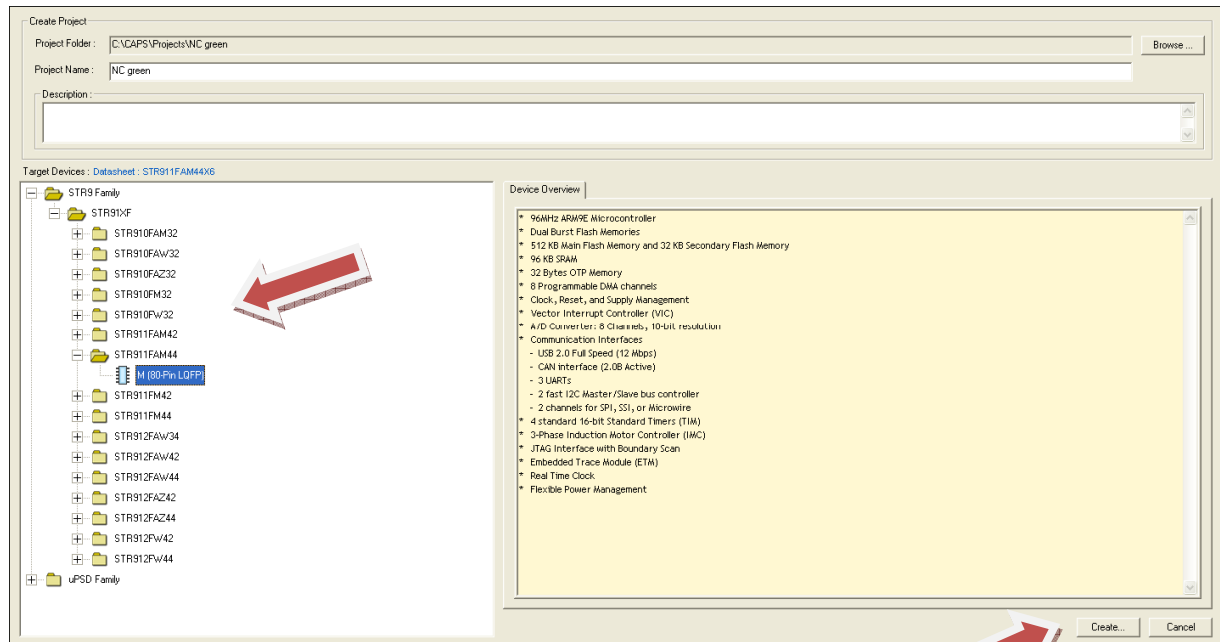 Create Project
Project Folder : C:\CAPS\Projects\NC green Browse ...
Project Name : NC green
Description :
Target Devices : Datasheet : STR911FAM44X6
STR9 Family
STR91XF
STR910FAM32
STR910FAW32
STR910FAZ32
STR910FM32
STR910FW32
STR911FAM42
STR911FAM44
M (80-Pin LQFP)
STR911FM42
STR911FM44
STR912FAW34
STR912FAW42
STR912FAW44
STR912FAZ42
STR912FAZ44
STR912FW42
STR912FW44
uPSD Family
Device Overview
* 96MHz ARM9E Microcontroller
* Dual Burst Flash Memories
* 512 KB Main Flash Memory and 32 KB Secondary Flash Memory
* 96 KB SRAM
* 32 Bytes OTP Memory
* 8 Programmable DMA channels
* Clock, Reset, and Supply Management
* Vector Interrupt Controller (VIC)
* A/D Converter: 8 Channels, 10-bit resolution
* Communication Interfaces
- USB 2.0 Full Speed (12 Mbps)
- CAN interface (2.0B Active)
- 3 UARTs
- 2 fast I2C Master/Slave bus controller
- 2 channels for SPI, SSI, or Microwire
* 4 standard 16-bit Standard Timers (TIM)
* 3-Phase Induction Motor Controller (IMC)
* JTAG Interface with Boundary Scan
* Embedded Trace Module (ETM)
* Real Time Clock
* Flexible Power Management
Create... Cancel